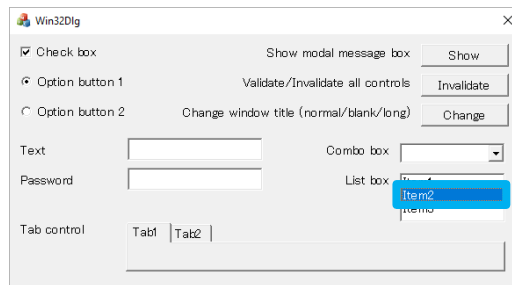 Win32Dlg
Check box
Show modal message box
Show
Option button 1
Validate/Invalidate all controls
Invalidate
Option button 2
Change window title (normal/blank/long)
Change
Text
Combo box
Password
List box
Item2
Tab control
Tab1
Tab2